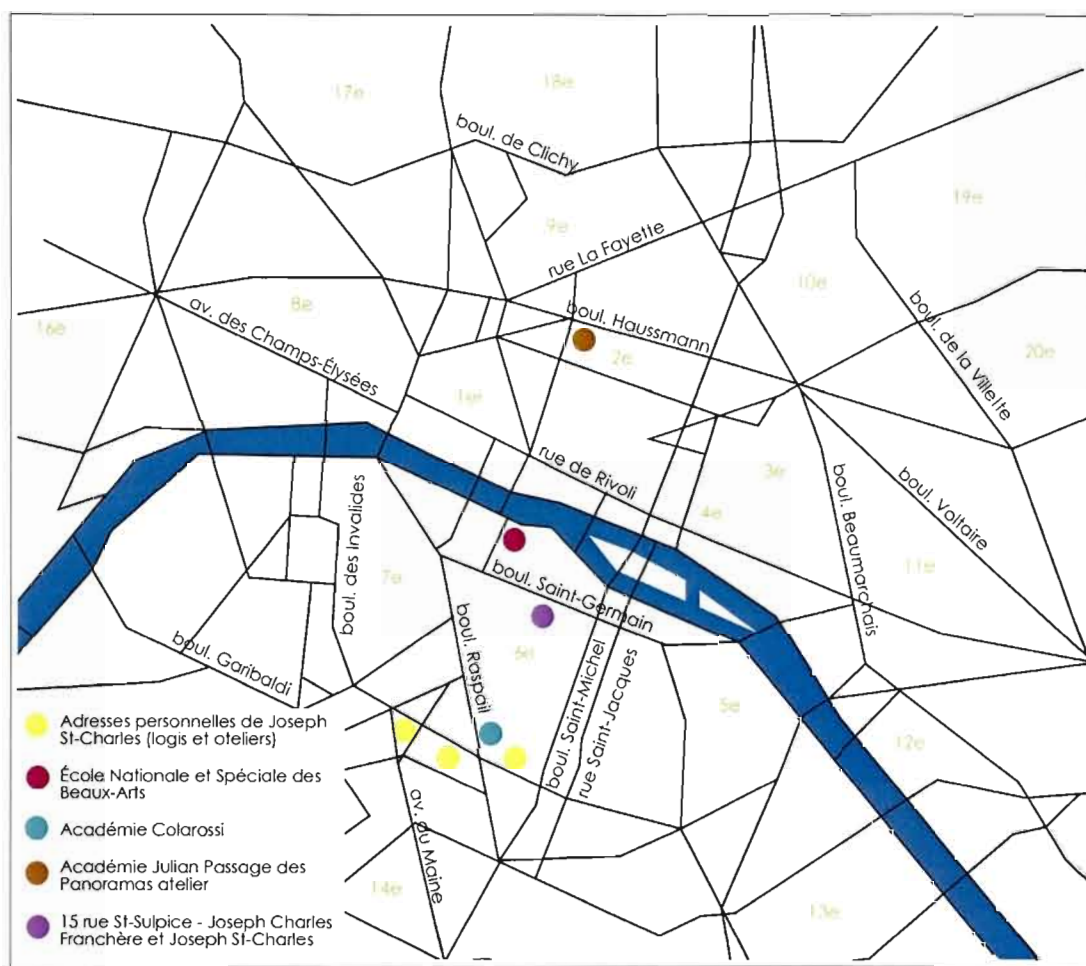 17e
18e
boul. de Clichy
19e
9e
rue La Fayette
10e
8e
av. des Champs-Élysées
boul. Haussmann
boul. de la Villette
16e
2e
20e
1e
rue de Rivoli
3e
4e
boul. Beaumarchais
boul. Voltaire
11e
boul. des Invalides
7e
boul. Saint-Germain
boul. Raspail
6e
boul. Garibaldi
boul. Saint-Michel
rue Saint-Jacques
5e
12e
av. du Maine
14e
13e
Adresses personnelles de Joseph
St-Charles (logis et oteliers)
École Nationale et Spéciale des
Beaux-Arts
Académie Colarossi
Académie Julian Passage des
Panoramas atelier
15 rue St-Sulpice - Joseph Charles
Franchère et Joseph St-Charles